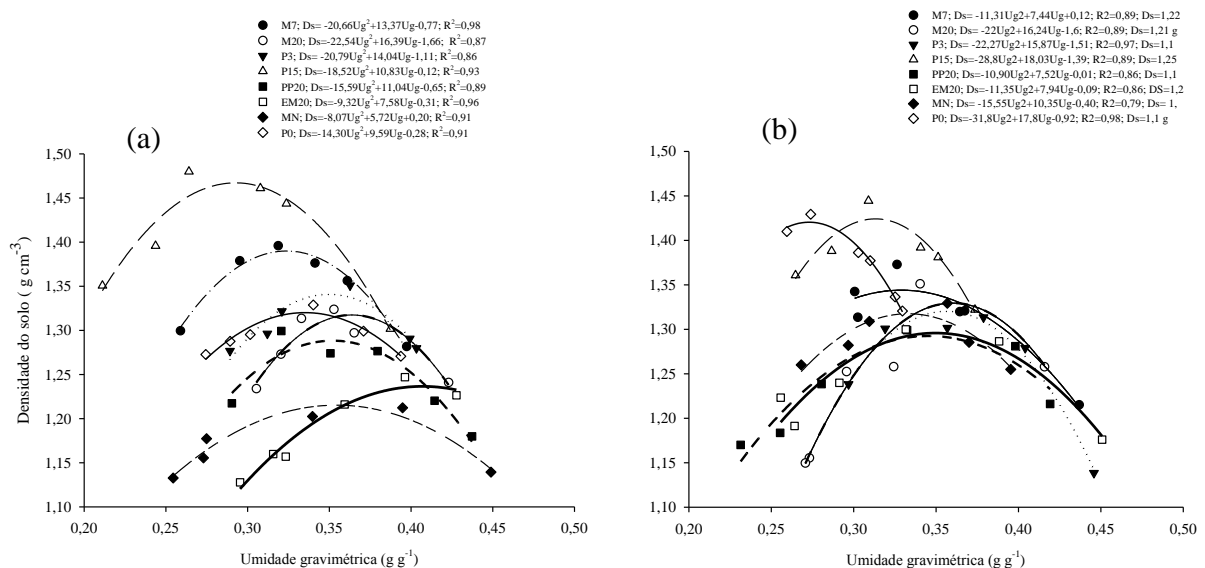 M7; Ds= -20,66Ug²+13,37Ug-0,77; R²=0,98
M20; Ds=-22,54Ug²+16,39Ug-1,66; R²=0,87
P3; Ds= -20,79Ug²+14,04Ug-1,11; R²=0,86
P15; Ds=-18,52Ug²+10,83Ug-0,12; R²=0,93
PP20; Ds=-15,59Ug²+11,04Ug-0,65; R²=0,89
EM20; Ds=-9,32Ug²+7,58Ug-0,31; R²=0,96
MN; Ds=-8,07Ug²+5,72Ug+0,20; R²=0,91
P0; Ds=-14,30Ug²+9,59Ug-0,28; R²=0,91
(a)
1,50
1,45
1,40
1,35
1,30
1,25
1,20
1,15
1,10
Densidade do solo ( g cm⁻³)
0,20 0,25 0,30 0,35 0,40 0,45 0,50
Umidade gravimétrica (g g⁻¹)
M7; Ds= -11,31Ug2+7,44Ug+0,12; R2=0,89; Ds=1,22
M20; Ds= -22Ug2+16,24Ug-1,6; R2=0,89; Ds=1,21 g
P3; Ds= -22,27Ug2+15,87Ug-1,51; R2=0,97; Ds=1,1
P15; Ds=-28,8Ug2+18,03Ug-1,39; R2=0,89; Ds=1,25
PP20; Ds=-10,90Ug2+7,52Ug-0,01; R2=0,86; Ds=1,1
EM20; Ds=-11,35Ug2+7,94Ug-0,09; R2=0,86; DS=1,2
MN; Ds= -15,55Ug2+10,35Ug-0,40; R2=0,79; Ds= 1,
P0; Ds=-31,8Ug2+17,8Ug-0,92; R2=0,98; Ds=1,1 g
(b)
1,50
1,45
1,40
1,35
1,30
1,25
1,20
1,15
1,10
0,20 0,25 0,30 0,35 0,40 0,45 0,50
Umidade gravimétrica (g g⁻¹)